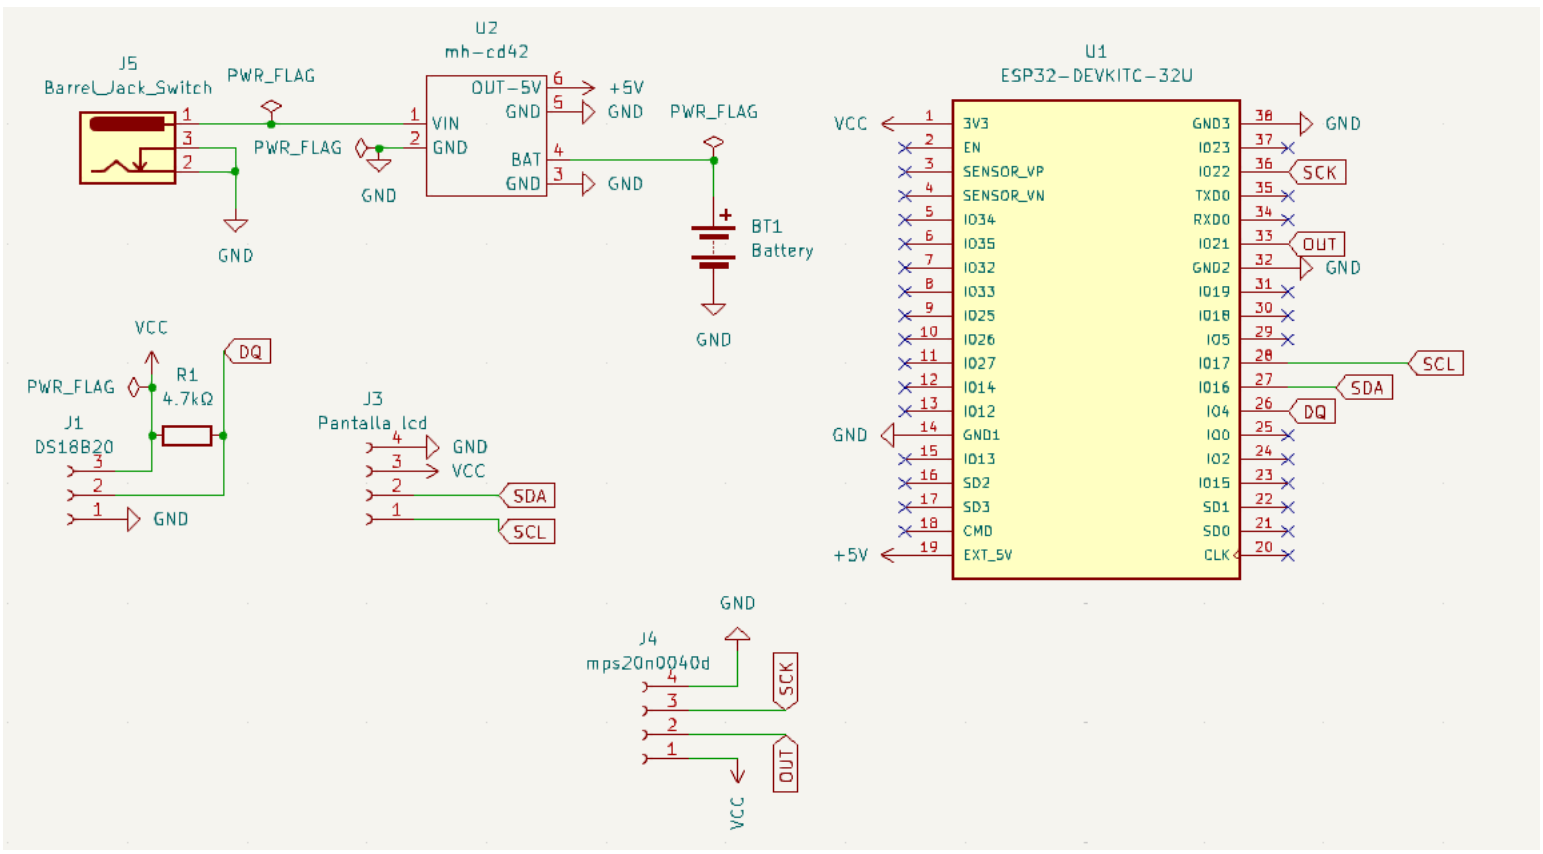 J5
Barrel_Jack_Switch
1
3
2
PWR_FLAG
PWR_FLAG
GND
GND
U2
mh-cd42
1 VIN
2 GND
OUT-5V 6 +5V
GND 5 GND
BAT 4
GND 3 GND
PWR_FLAG
BT1
Battery
+
GND
VCC
DQ
PWR_FLAG
R1
4.7kΩ
J1
DS18B20
3
2
1 GND
J3
Pantalla lcd
4 GND
3 VCC
2 SDA
1 SCL
GND
J4
mps20n0040d
4
3
2
1
SCK
OUT
VCC
U1
ESP32-DEVKITC-32U
VCC 1 3V3
2 EN
3 SENSOR_VP
4 SENSOR_VN
5 IO34
6 IO35
7 IO32
8 IO33
9 IO25
10 IO26
11 IO27
12 IO14
13 IO12
GND 14 GND1
15 IO13
16 SD2
17 SD3
18 CMD
+5V 19 EXT_5V
GND3 38 GND
IO23 37
IO22 36 SCK
TXD0 35
RXD0 34
IO21 33 OUT
GND2 32 GND
IO19 31
IO18 30
IO5 29
IO17 28 SCL
IO16 27 SDA
IO4 26 DQ
IO0 25
IO2 24
IO15 23
SD1 22
SD0 21
CLK 20